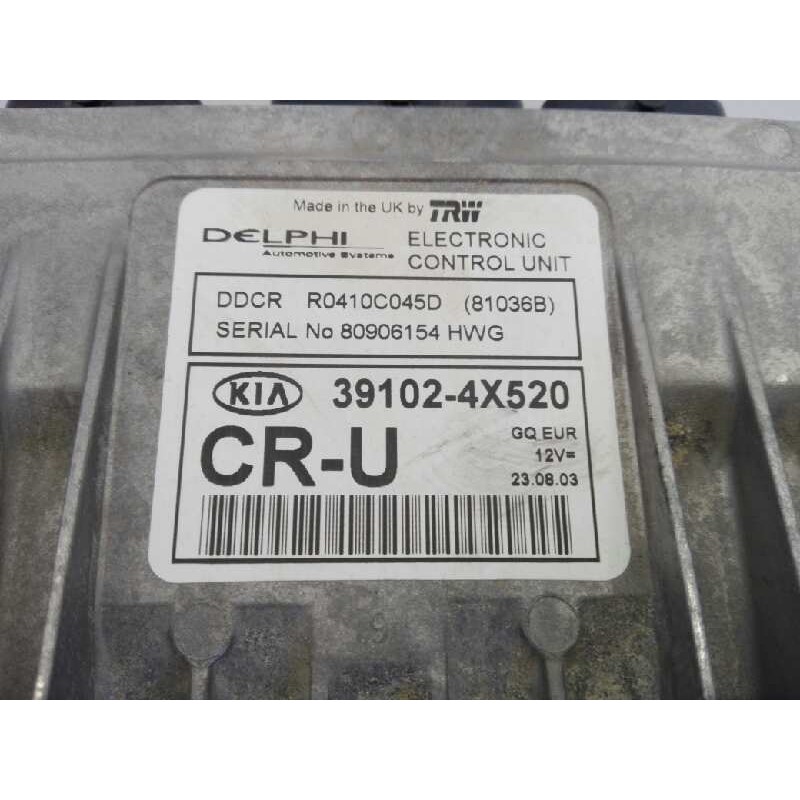 Made in the UK by TRW
DELPHI
Automotive Systems
ELECTRONIC
CONTROL UNIT
DDCR R0410C045D (81036B)
SERIAL No 80906154 HWG
KIA 39102-4X520
CR-U
GQ EUR
12V=
23.08.03